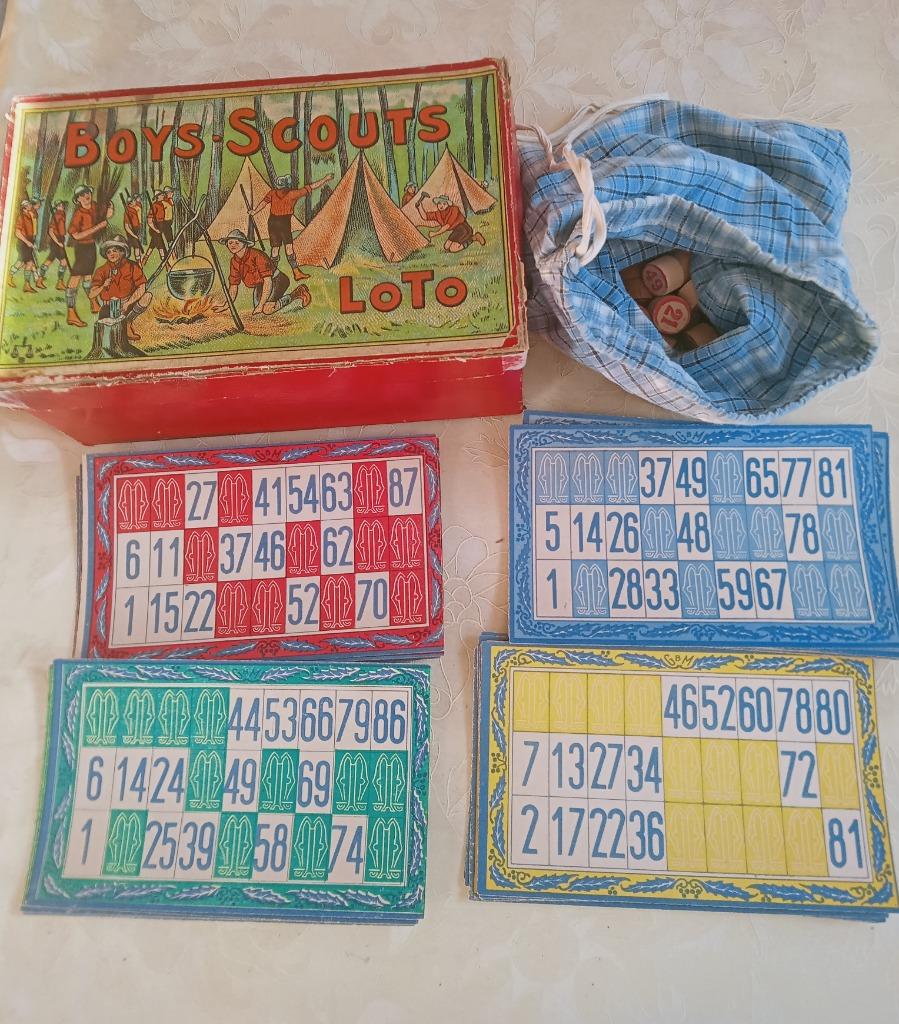 BOYS-SCOUTS
LOTO
49
21
27 41 54 63 87
6 11 37 46 62
1 15 22 52 70
G&M
37 49 65 77 81
5 14 26 48 78
1 28 33 59 67
44 53 66 79 86
6 14 24 49 69
1 25 39 58 74
G&M
46 52 60 78 80
7 13 27 34 72
2 17 22 36 81